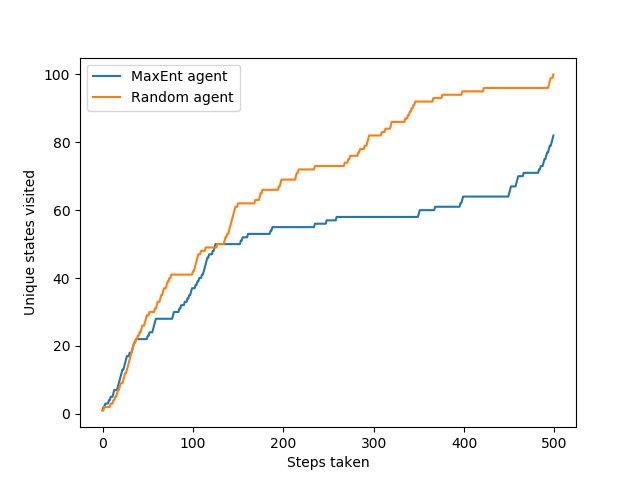 MaxEnt agent
Random agent
100
80
60
40
20
0
Unique states visited
0 100 200 300 400 500
Steps taken